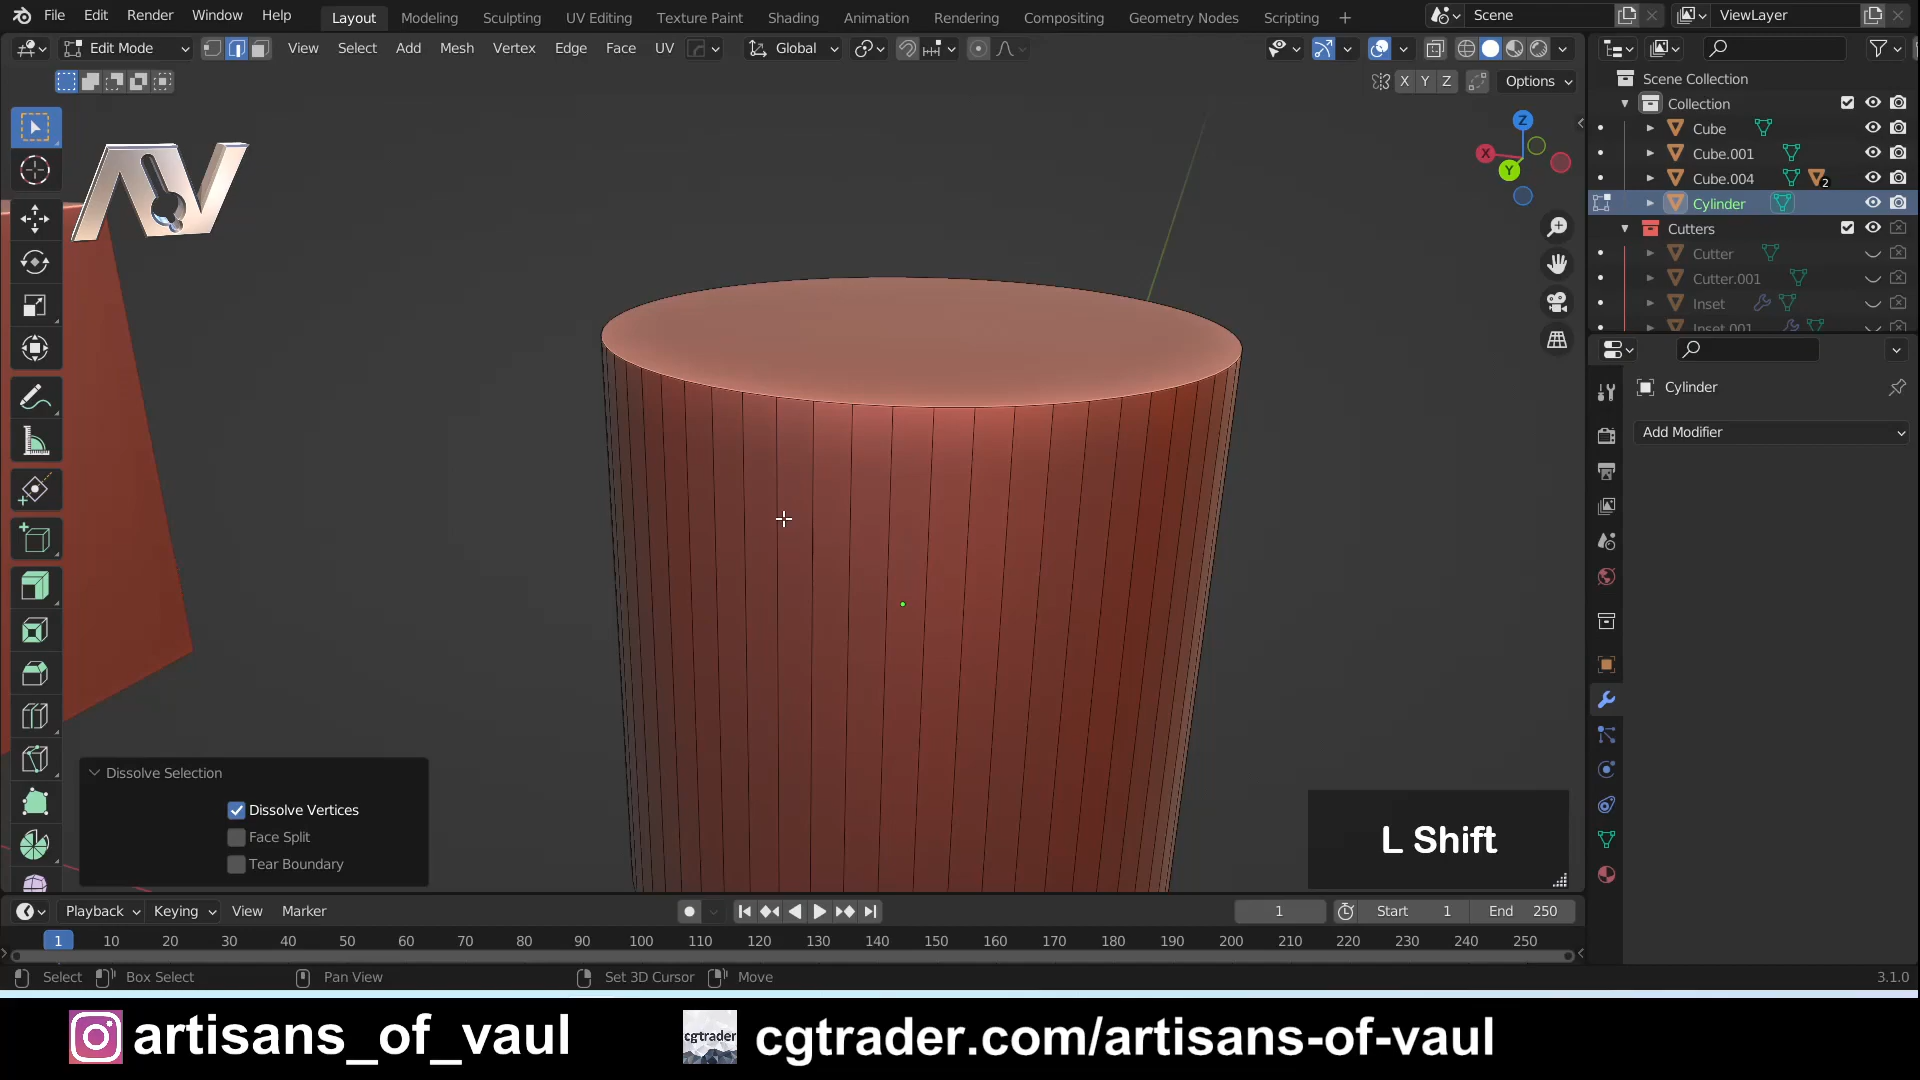 File Edit Render Window Help Layout Modeling Sculpting UV Editing Texture Paint Shading Animation Rendering Compositing Geometry Nodes Scripting + Scene ViewLayer
Edit Mode View Select Add Mesh Vertex Edge Face UV Global
X Y Z Options
Scene Collection
Collection
Cube
Cube.001
Cube.004 2
Cylinder
Cutters
Cutter
Cutter.001
Inset
Inset.001
Z
X
Y
AV
Cylinder
Add Modifier
Dissolve Selection
Dissolve Vertices
Face Split
Tear Boundary
L Shift
Playback Keying View Marker 1 Start 1 End 250
1 10 20 30 40 50 60 70 80 90 100 110 120 130 140 150 160 170 180 190 200 210 220 230 240 250
Select Box Select Pan View Set 3D Cursor Move 3.1.0
artisans_of_vaul cgtrader cgtrader.com/artisans-of-vaul